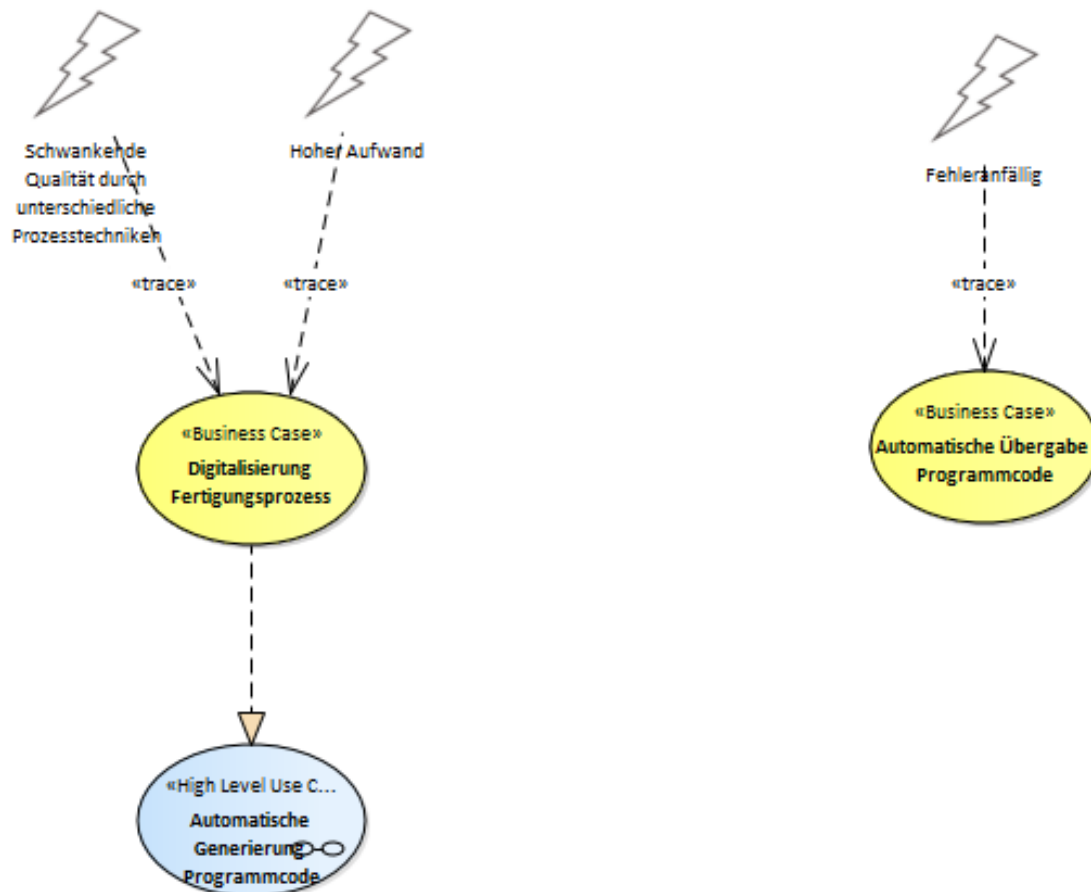 Schwankende
Qualität durch
unterschiedliche
Prozesstechniken
Hoher Aufwand
Fehleranfällig
«trace»
«trace»
«trace»
«Business Case»
Digitalisierung
Fertigungsprozess
«Business Case»
Automatische Übergabe
Programmcode
«High Level Use C...
Automatische
Generierung
Programmcode